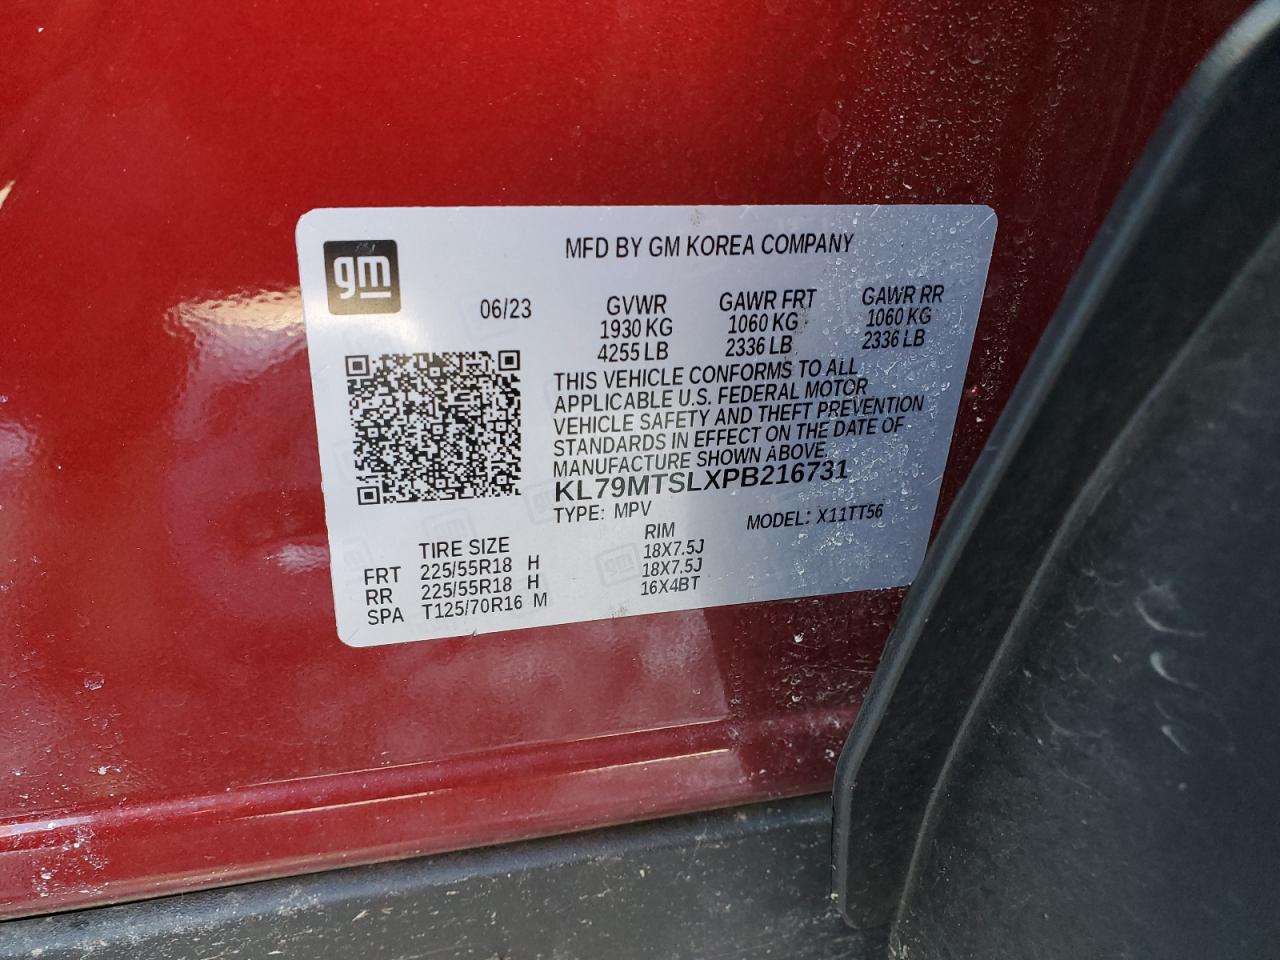 gm
MFD BY GM KOREA COMPANY
06/23 GVWR GAWR FRT GAWR RR
1930 KG 1060 KG 1060 KG
4255 LB 2336 LB 2336 LB
THIS VEHICLE CONFORMS TO ALL
APPLICABLE U.S. FEDERAL MOTOR
VEHICLE SAFETY AND THEFT PREVENTION
STANDARDS IN EFFECT ON THE DATE OF
MANUFACTURE SHOWN ABOVE.
KL79MTSLXPB216731
TYPE: MPV MODEL: X11TT56
TIRE SIZE RIM
FRT 225/55R18 H 18X7.5J
RR 225/55R18 H 18X7.5J
SPA T125/70R16 M 16X4BT